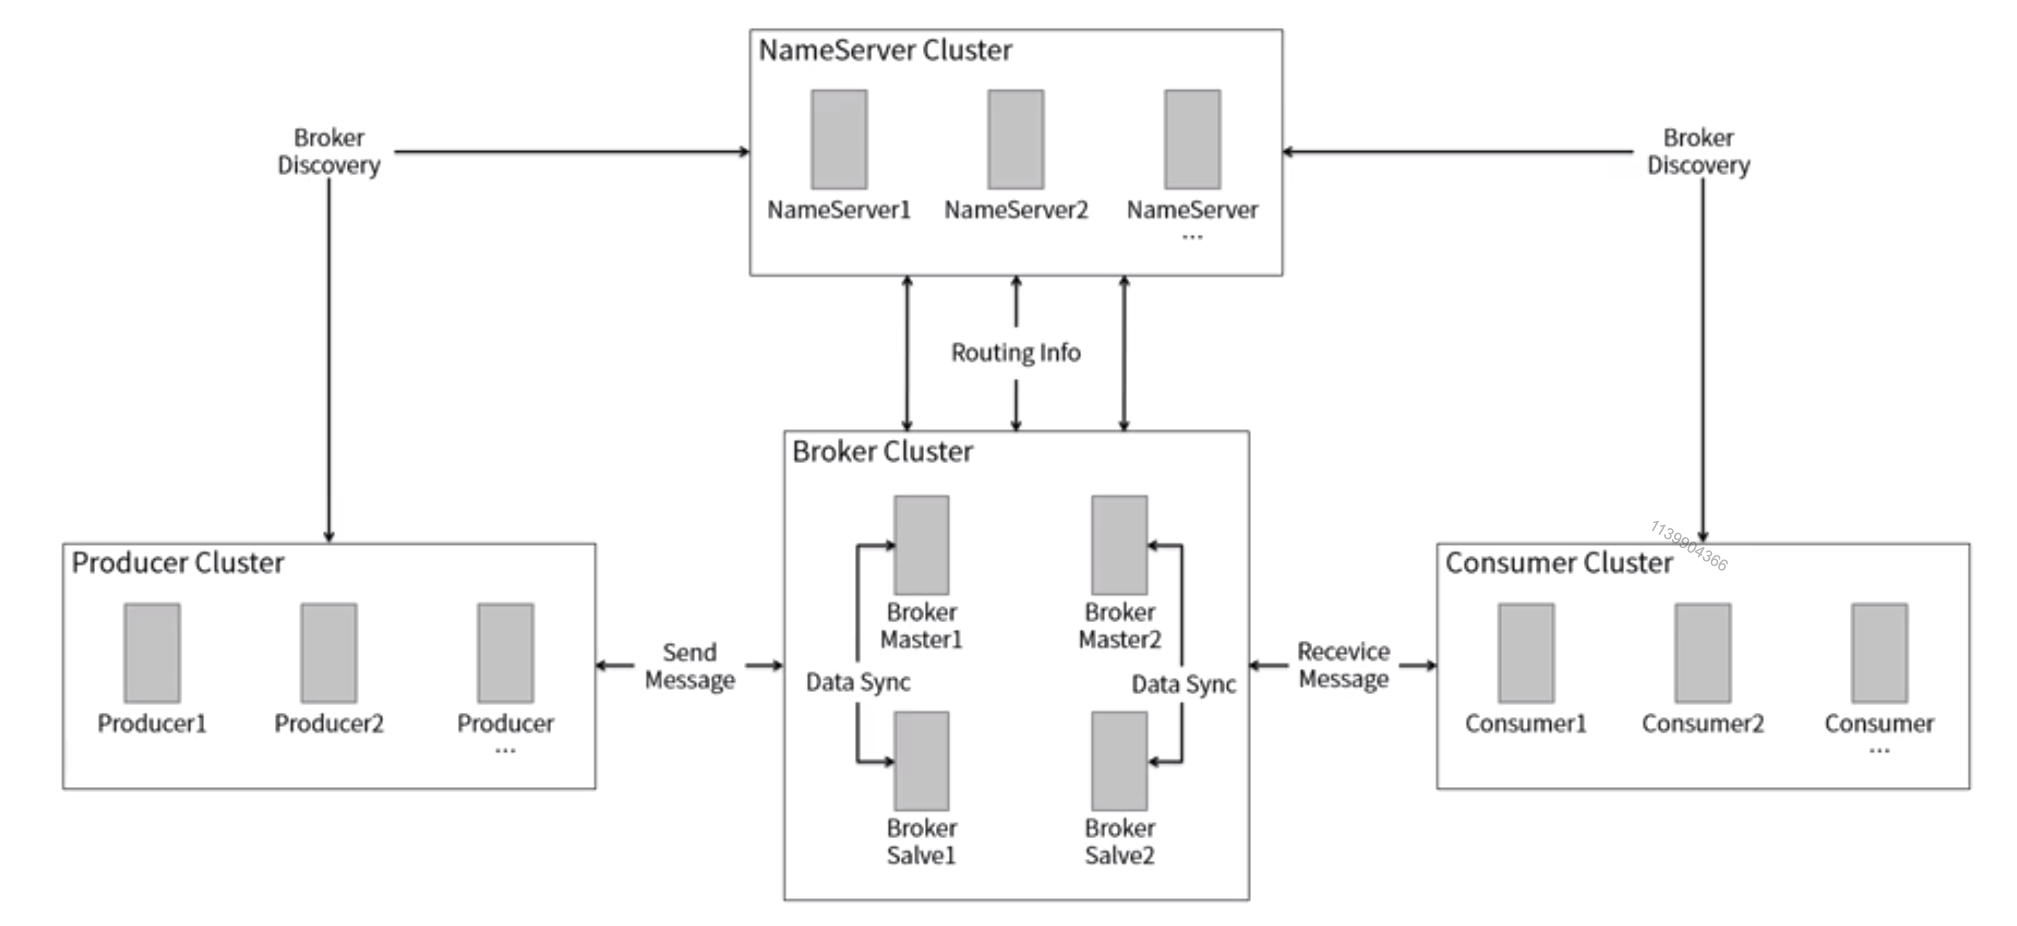 NameServer Cluster
NameServer1
NameServer2
NameServer
...
Broker
Discovery
Broker
Discovery
Routing Info
Broker Cluster
Broker
Master1
Broker
Master2
Data Sync
Data Sync
Broker
Salve1
Broker
Salve2
Producer Cluster
Producer1
Producer2
Producer
...
Send
Message
Recevice
Message
Consumer Cluster
Consumer1
Consumer2
Consumer
...
1139904366